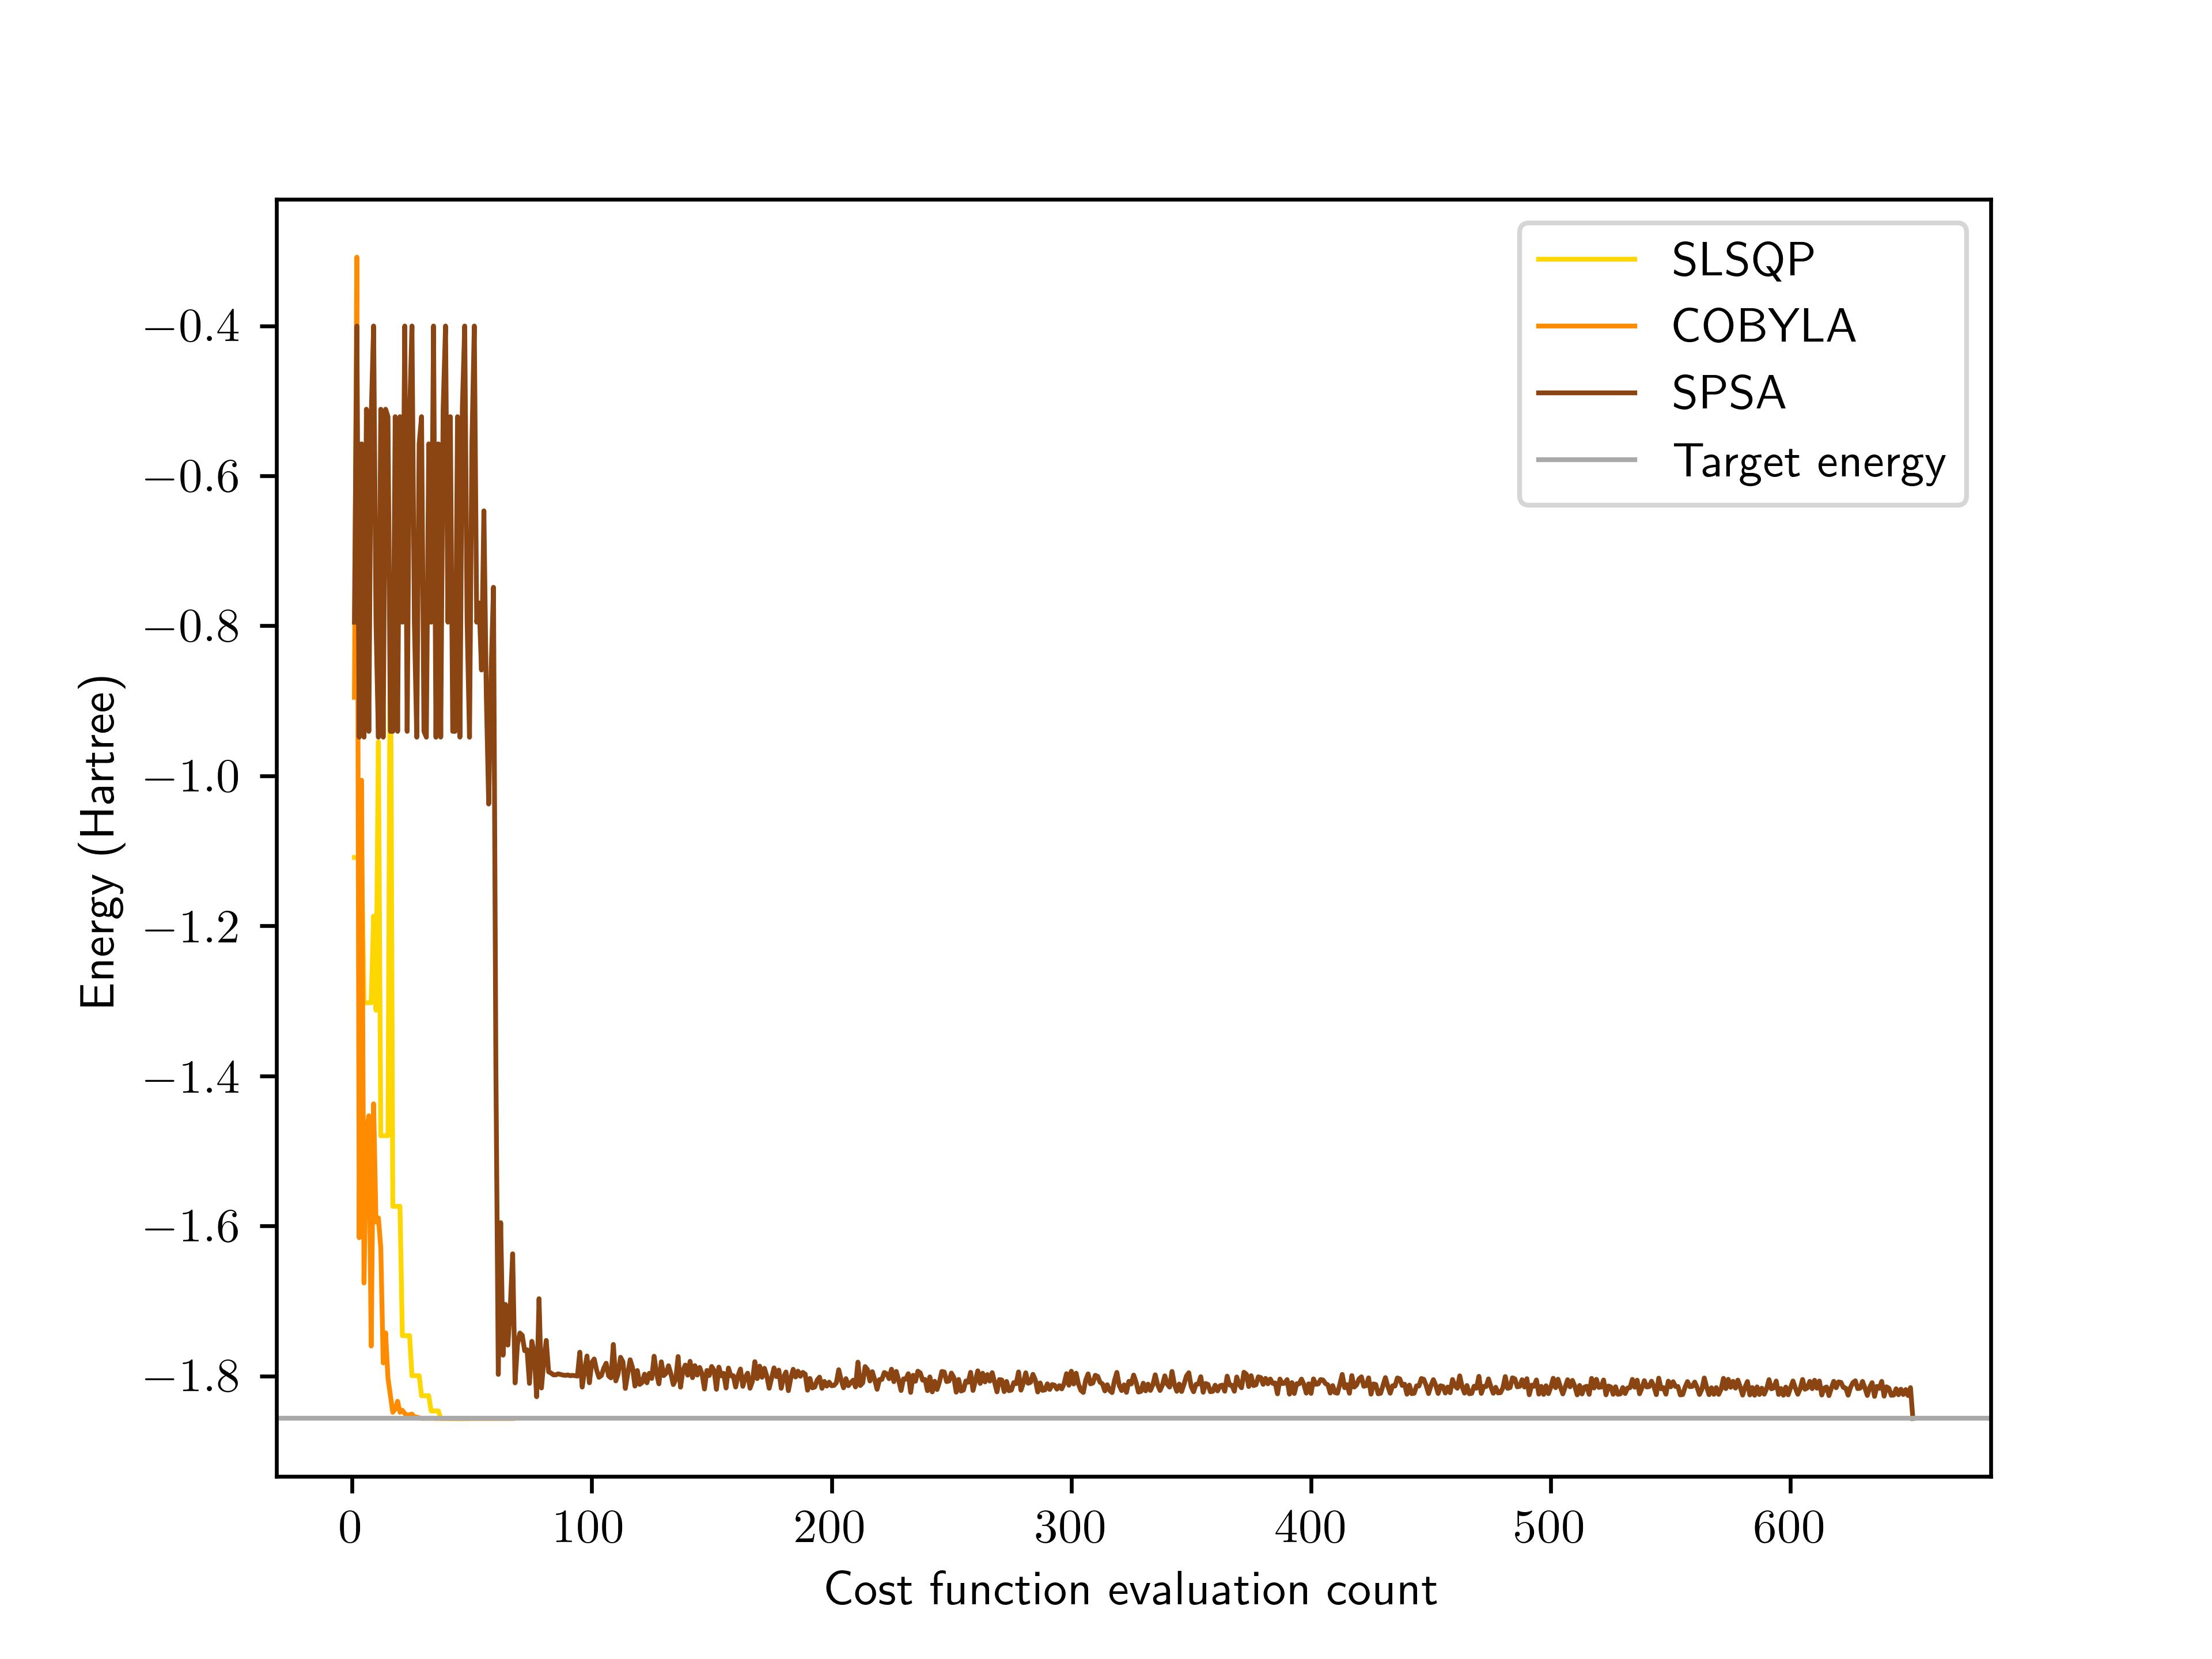 SLSQP
COBYLA
SPSA
Target energy
Energy (Hartree)
−0.4
−0.6
−0.8
−1.0
−1.2
−1.4
−1.6
−1.8
0 100 200 300 400 500 600
Cost function evaluation count